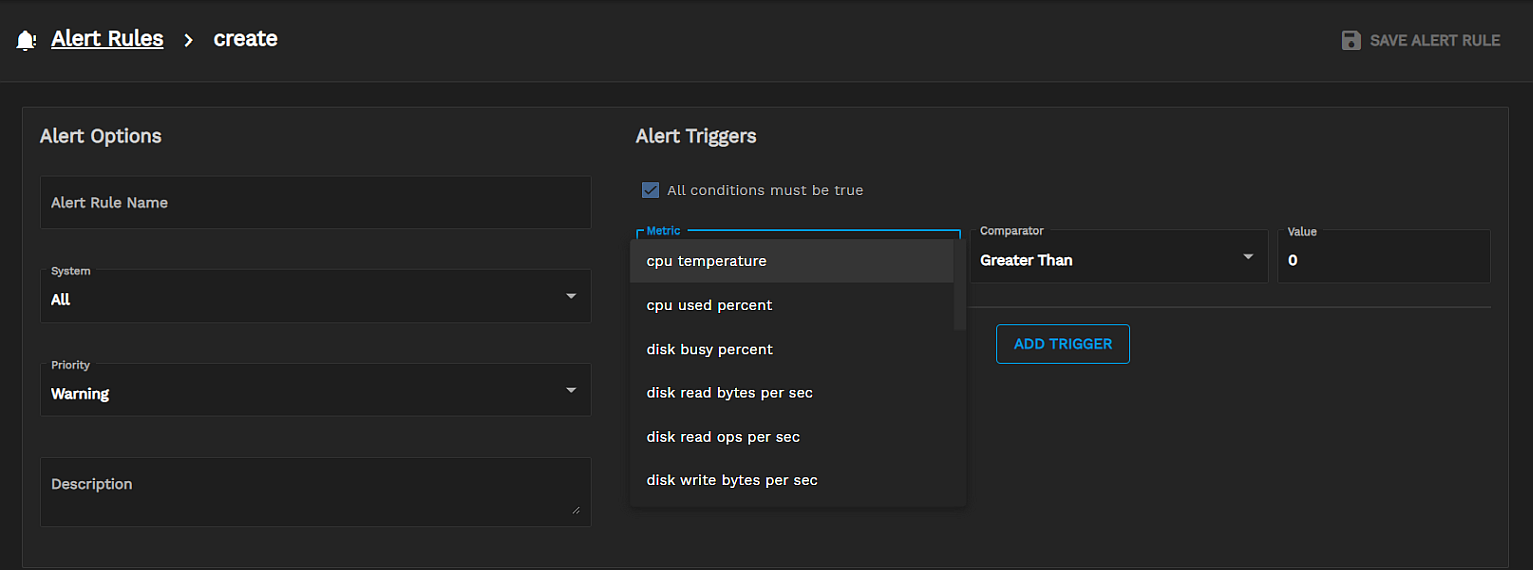 Alert Rules > create
SAVE ALERT RULE
Alert Options
Alert Rule Name
System
All
Priority
Warning
Description
Alert Triggers
All conditions must be true
Metric
cpu temperature
cpu used percent
disk busy percent
disk read bytes per sec
disk read ops per sec
disk write bytes per sec
Comparator
Greater Than
Value
0
ADD TRIGGER